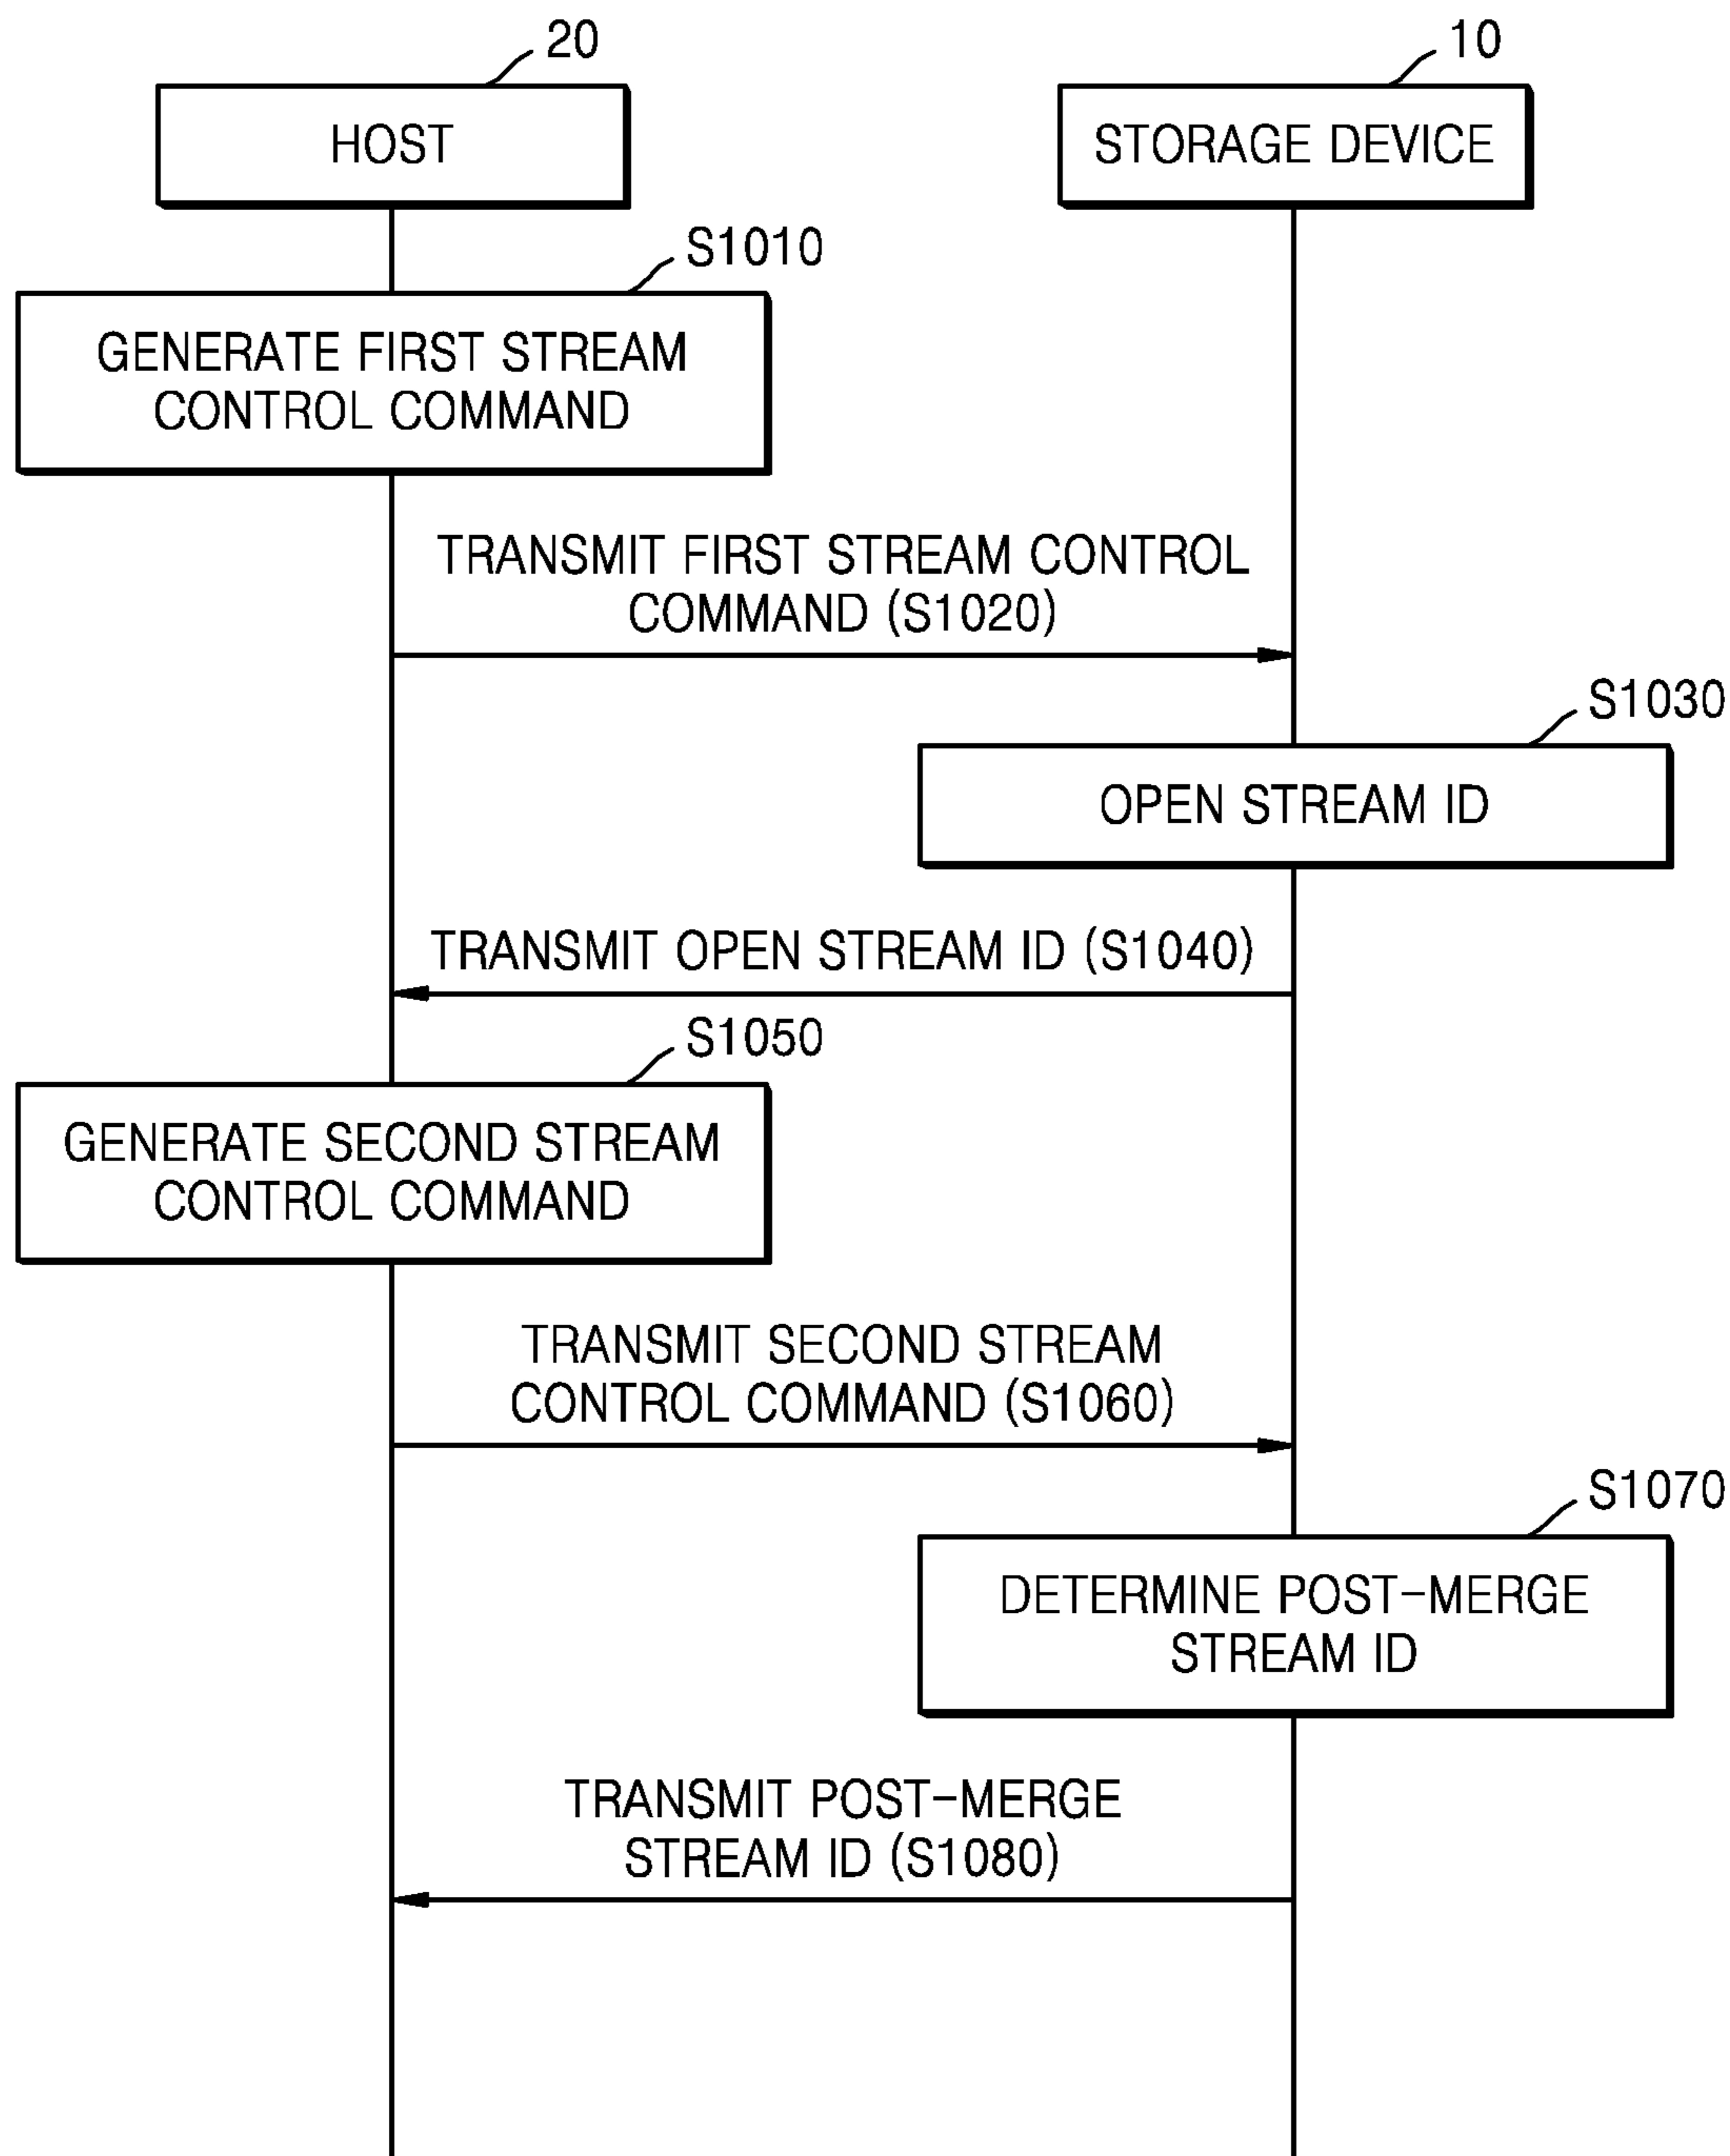 20
10
HOST
STORAGE DEVICE
S1010
GENERATE FIRST STREAM
CONTROL COMMAND
TRANSMIT FIRST STREAM CONTROL
COMMAND (S1020)
S1030
OPEN STREAM ID
TRANSMIT OPEN STREAM ID (S1040)
S1050
GENERATE SECOND STREAM
CONTROL COMMAND
TRANSMIT SECOND STREAM
CONTROL COMMAND (S1060)
S1070
DETERMINE POST-MERGE
STREAM ID
TRANSMIT POST-MERGE
STREAM ID (S1080)